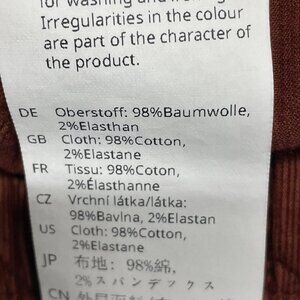 for washing and
Irregularities in the colour
are part of the character of
the product.
DE Oberstoff: 98%Baumwolle,
2%Elasthan
GB Cloth: 98%Cotton,
2%Elastane
FR Tissu: 98%Coton,
2%Élasthanne
CZ Vrchní látka/látka:
98%Bavlna, 2%Elastan
US Cloth: 98%Cotton,
2%Elastane
JP 布地: 98%綿,
2%スパンデックス
CN